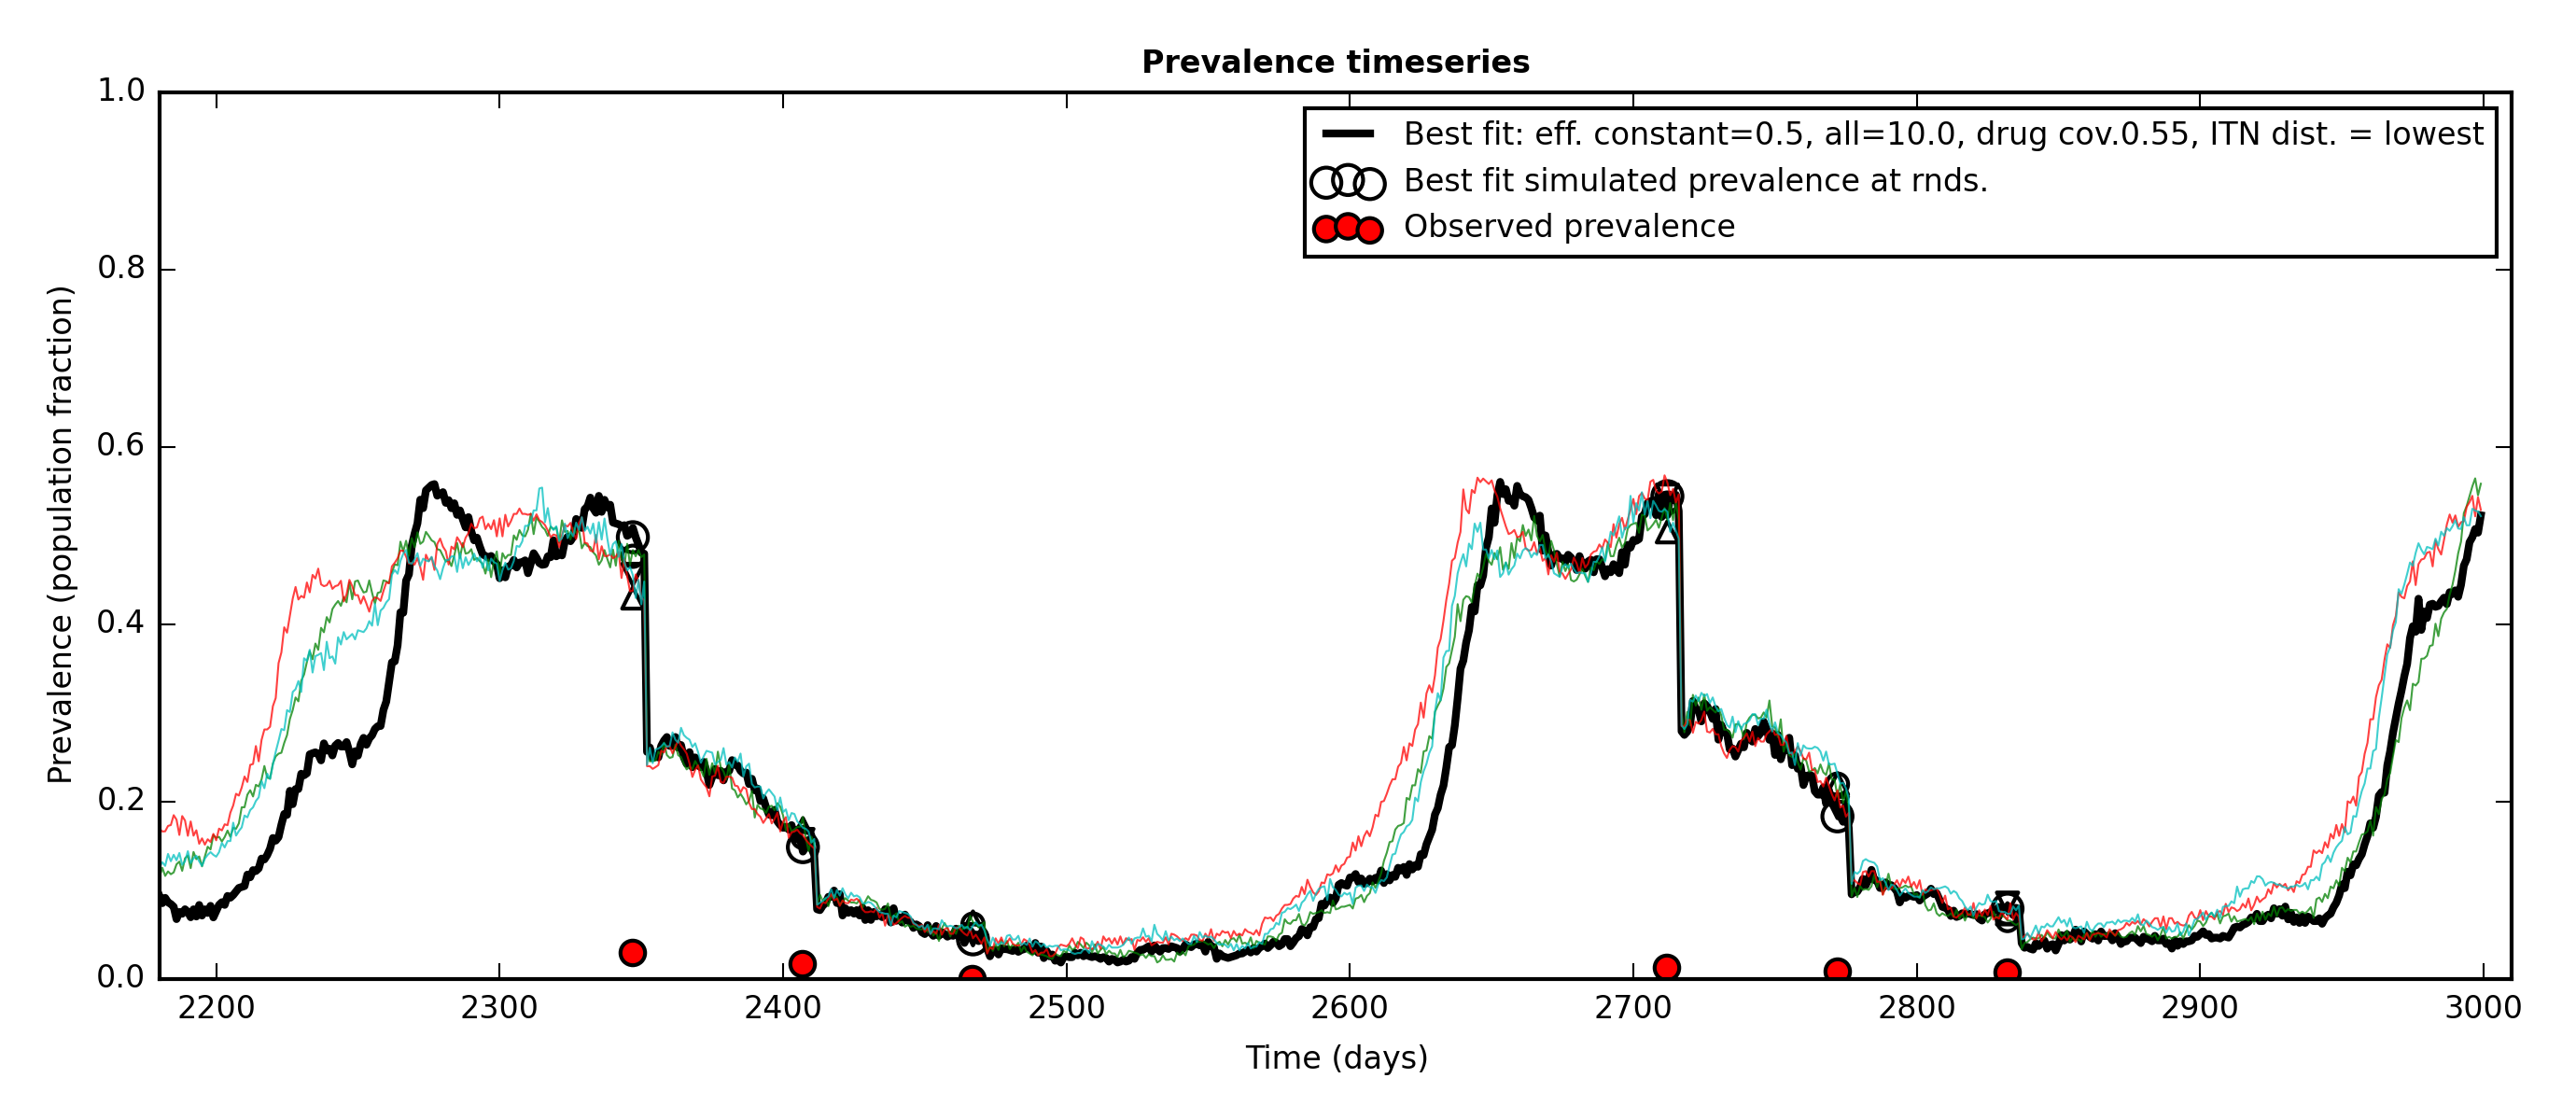 Prevalence timeseries
Best fit: eff. constant=0.5, all=10.0, drug cov.0.55, ITN dist. = lowest
Best fit simulated prevalence at rnds.
Observed prevalence
Prevalence (population fraction)
1.0
0.8
0.6
0.4
0.2
0.0
2200 2300 2400 2500 2600 2700 2800 2900 3000
Time (days)